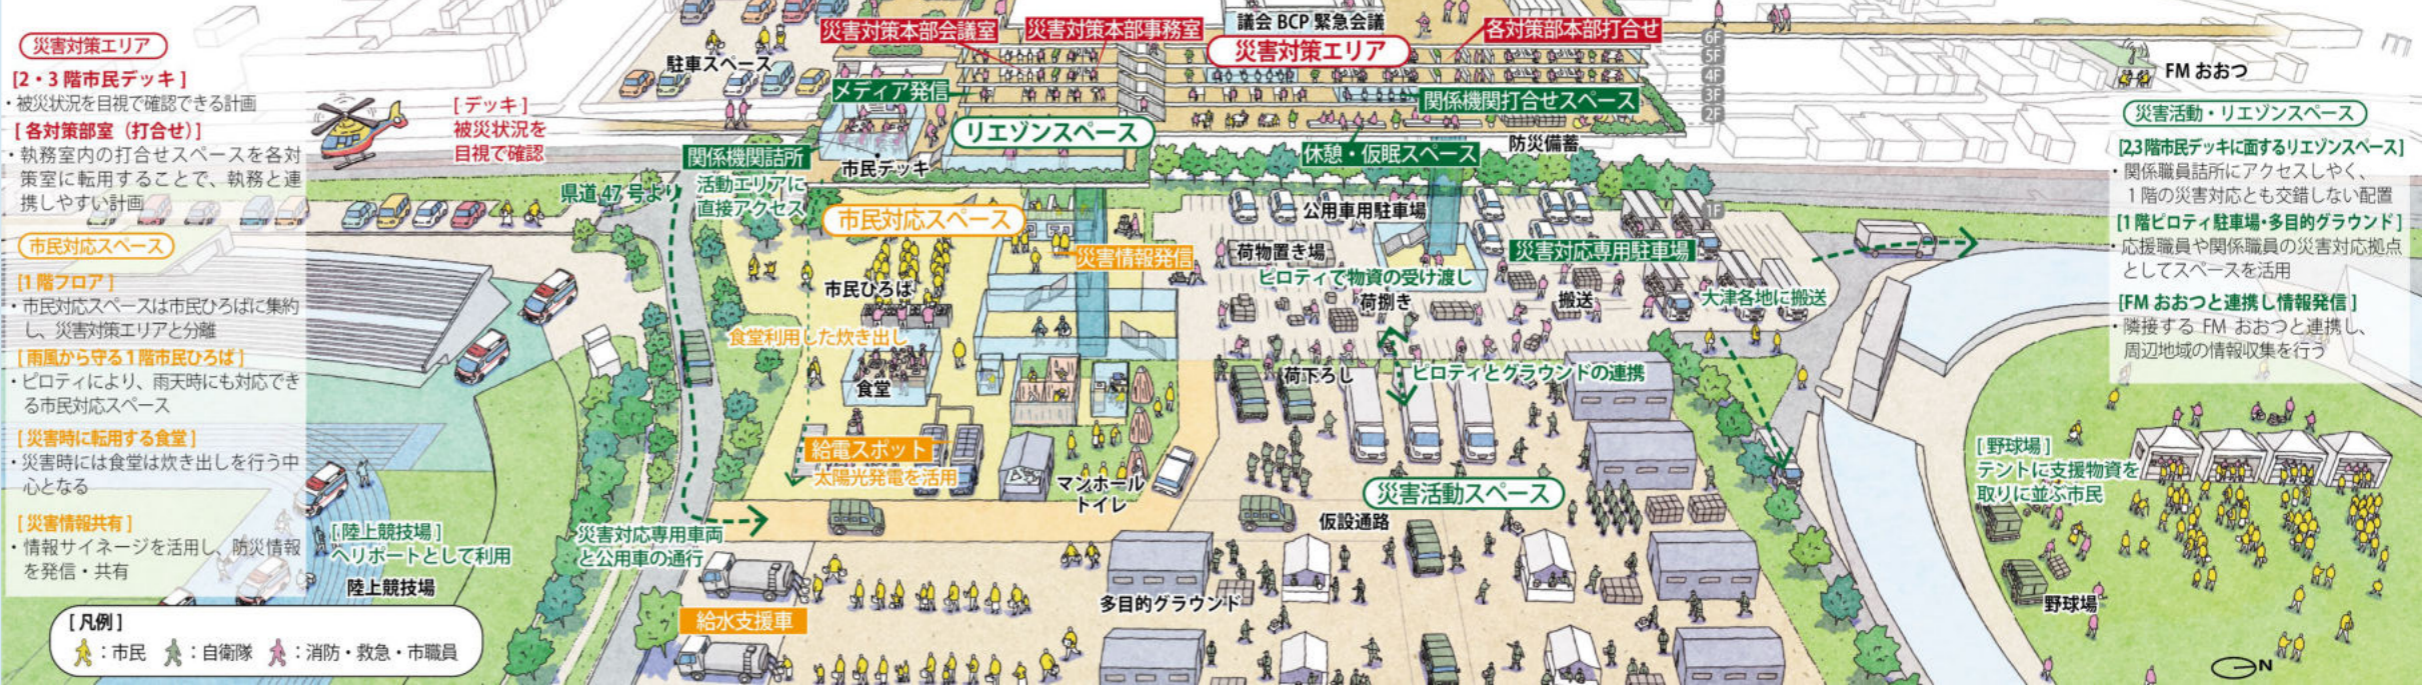 災害対策エリア
[2・3階市民デッキ]
・被災状況を目視で確認できる計画
[各対策部室（打合せ）]
・執務室内の打合せスペースを各対
策室に転用することで、執務と連
携しやすい計画
市民対応スペース
[1階フロア]
・市民対応スペースは市民ひろばに集約
し、災害対策エリアと分離
[雨風から守る1階市民ひろば]
・ピロティにより、雨天時にも対応でき
る市民対応スペース
[災害時に転用する食堂]
・災害時には食堂は炊き出しを行う中
心となる
[災害情報共有]
・情報サイネージを活用し、防災情報
を発信・共有
[凡例]
：市民 ：自衛隊 ：消防・救急・市職員
[デッキ]
被災状況を
目視で確認
駐車スペース
災害対策本部会議室
災害対策本部事務室
議会BCP緊急会議
災害対策エリア
各対策部本部打合せ
メディア発信
関係機関打合せスペース
リエゾンスペース
6F
5F
4F
3F
2F
1F
FMおおつ
関係機関詰所
市民デッキ
休憩・仮眠スペース
防災備蓄
県道47号より
活動エリアに
直接アクセス
市民対応スペース
公用車用駐車場
災害情報発信
荷物置き場
災害対応専用駐車場
ピロティで物資の受け渡し
市民ひろば
荷捌き
搬送
大津各地に搬送
食堂利用した炊き出し
食堂
荷下ろし
ピロティとグラウンドの連携
給電スポット
太陽光発電を活用
マンホール
トイレ
災害活動スペース
仮設通路
[陸上競技場]
ヘリポートとして利用
陸上競技場
災害対応専用車両
と公用車の通行
給水支援車
多目的グラウンド
[野球場]
テントに支援物資を
取りに並ぶ市民
野球場
災害活動・リエゾンスペース
[2,3階市民デッキに面するリエゾンスペース]
・関係職員詰所にアクセスしやく、
1階の災害対応とも交錯しない配置
[1階ピロティ駐車場・多目的グラウンド]
・応援職員や関係職員の災害対応拠点
としてスペースを活用
[FMおおつと連携し情報発信]
・隣接するFMおおつと連携し、
周辺地域の情報収集を行う
N